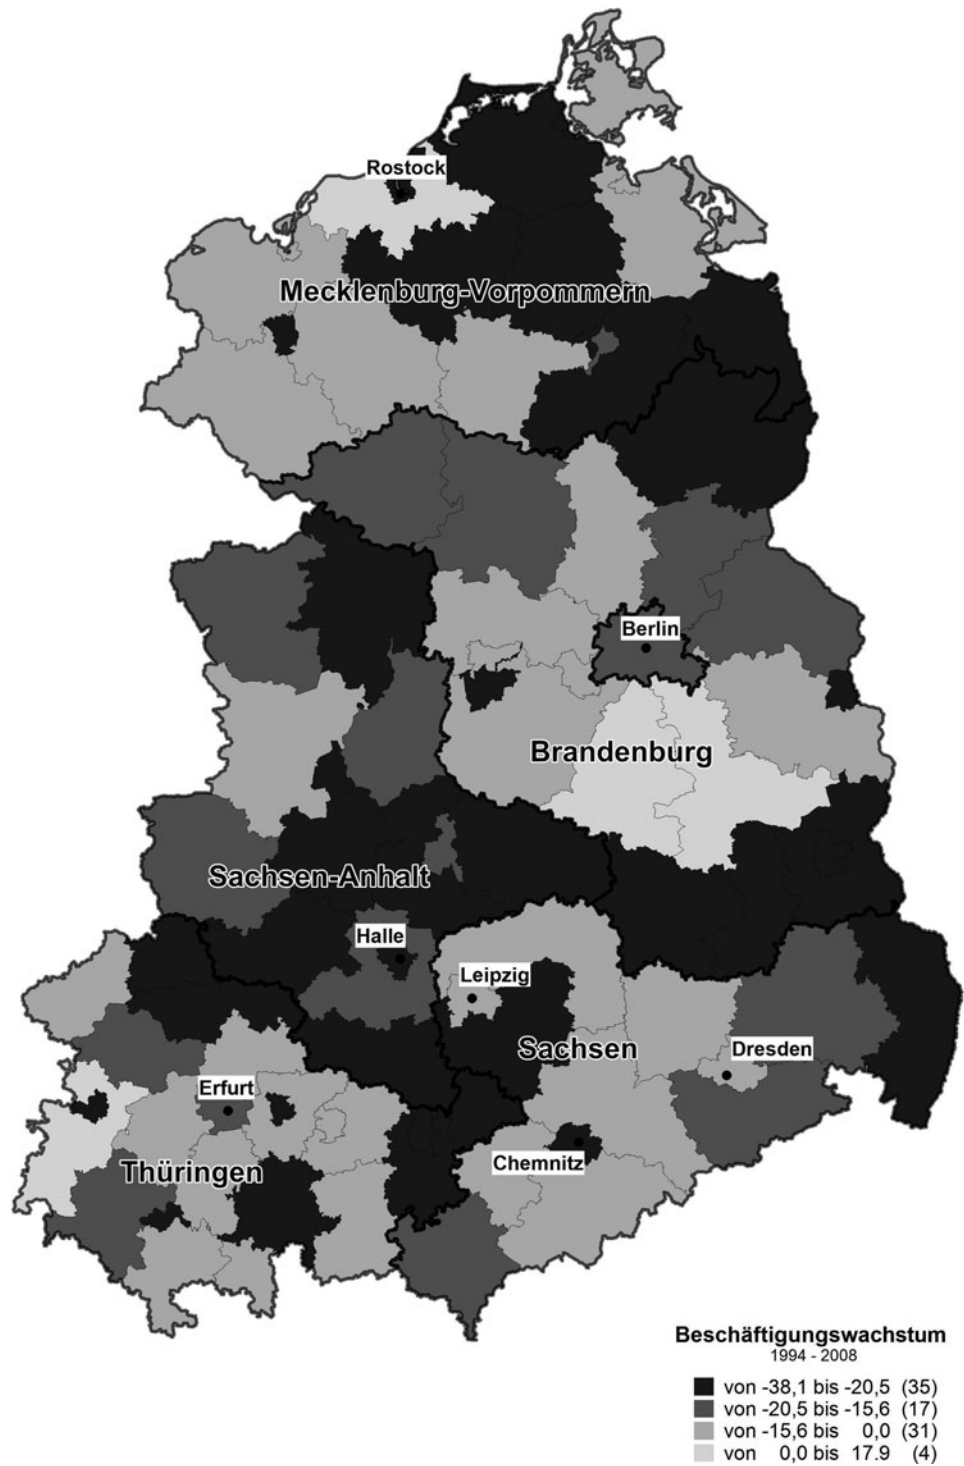 Rostock
Mecklenburg-Vorpommern
Berlin
Brandenburg
Sachsen-Anhalt
Halle
Leipzig
Sachsen
Dresden
Erfurt
Chemnitz
Thüringen
Beschäftigungswachstum
1994 - 2008
von -38,1 bis -20,5 (35)
von -20,5 bis -15,6 (17)
von -15,6 bis 0,0 (31)
von 0,0 bis 17.9 (4)